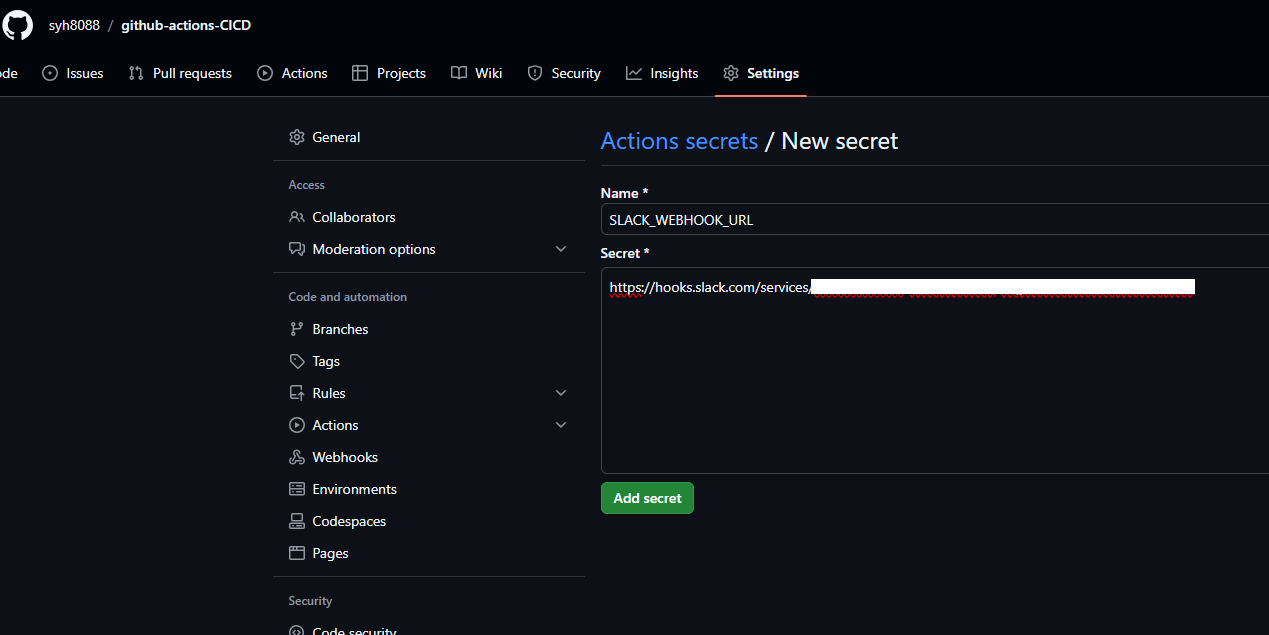 syh8088 / github-actions-CICD
ode Issues Pull requests Actions Projects Wiki Security Insights Settings
General
Access
Collaborators
Moderation options
Code and automation
Branches
Tags
Rules
Actions
Webhooks
Environments
Codespaces
Pages
Security
Code security
Actions secrets / New secret
Name *
SLACK_WEBHOOK_URL
Secret *
https://hooks.slack.com/services/
Add secret